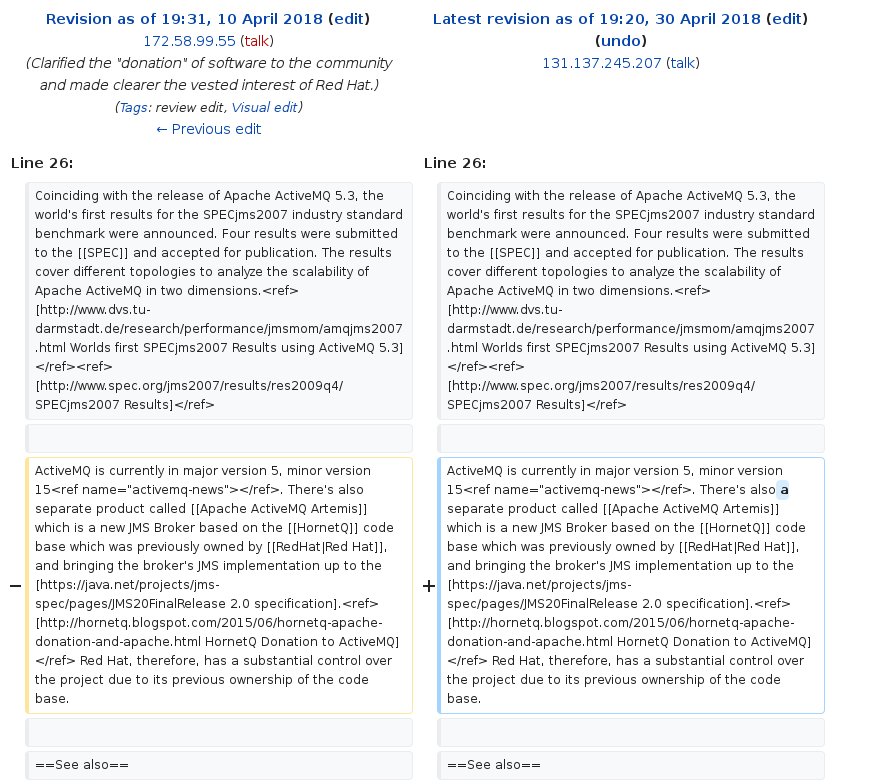 Revision as of 19:31, 10 April 2018 (edit)
172.58.99.55 (talk)
(Clarified the "donation" of software to the community
and made clearer the vested interest of Red Hat.)
(Tags: review edit, Visual edit)
← Previous edit
Latest revision as of 19:20, 30 April 2018 (edit)
(undo)
131.137.245.207 (talk)
Line 26:
Line 26:
Coinciding with the release of Apache ActiveMQ 5.3, the
world's first results for the SPECjms2007 industry standard
benchmark were announced. Four results were submitted
to the [[SPEC]] and accepted for publication. The results
cover different topologies to analyze the scalability of
Apache ActiveMQ in two dimensions.<ref>
[http://www.dvs.tu-
darmstadt.de/research/performance/jmsmom/amqjms2007
.html Worlds first SPECjms2007 Results using ActiveMQ 5.3]
</ref><ref>
[http://www.spec.org/jms2007/results/res2009q4/
SPECjms2007 Results]</ref>
Coinciding with the release of Apache ActiveMQ 5.3, the
world's first results for the SPECjms2007 industry standard
benchmark were announced. Four results were submitted
to the [[SPEC]] and accepted for publication. The results
cover different topologies to analyze the scalability of
Apache ActiveMQ in two dimensions.<ref>
[http://www.dvs.tu-
darmstadt.de/research/performance/jmsmom/amqjms2007
.html Worlds first SPECjms2007 Results using ActiveMQ 5.3]
</ref><ref>
[http://www.spec.org/jms2007/results/res2009q4/
SPECjms2007 Results]</ref>
−
ActiveMQ is currently in major version 5, minor version
15<ref name="activemq-news"></ref>. There's also
separate product called [[Apache ActiveMQ Artemis]]
which is a new JMS Broker based on the [[HornetQ]] code
base which was previously owned by [[RedHat|Red Hat]],
and bringing the broker's JMS implementation up to the
[https://java.net/projects/jms-
spec/pages/JMS20FinalRelease 2.0 specification].<ref>
[http://hornetq.blogspot.com/2015/06/hornetq-apache-
donation-and-apache.html HornetQ Donation to ActiveMQ]
</ref> Red Hat, therefore, has a substantial control over
the project due to its previous ownership of the code
base.
+
ActiveMQ is currently in major version 5, minor version
15<ref name="activemq-news"></ref>. There's also a
separate product called [[Apache ActiveMQ Artemis]]
which is a new JMS Broker based on the [[HornetQ]] code
base which was previously owned by [[RedHat|Red Hat]],
and bringing the broker's JMS implementation up to the
[https://java.net/projects/jms-
spec/pages/JMS20FinalRelease 2.0 specification].<ref>
[http://hornetq.blogspot.com/2015/06/hornetq-apache-
donation-and-apache.html HornetQ Donation to ActiveMQ]
</ref> Red Hat, therefore, has a substantial control over
the project due to its previous ownership of the code
base.
==See also==
==See also==